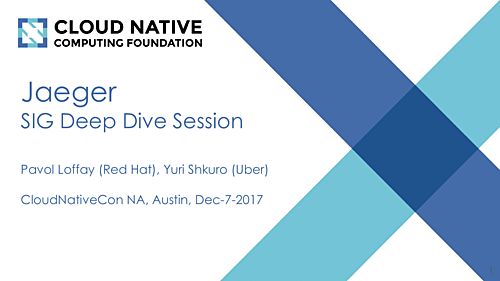 CLOUD NATIVE
COMPUTING FOUNDATION
Jaeger
SIG Deep Dive Session
Pavol Loffay (Red Hat), Yuri Shkuro (Uber)
CloudNativeCon NA, Austin, Dec-7-2017